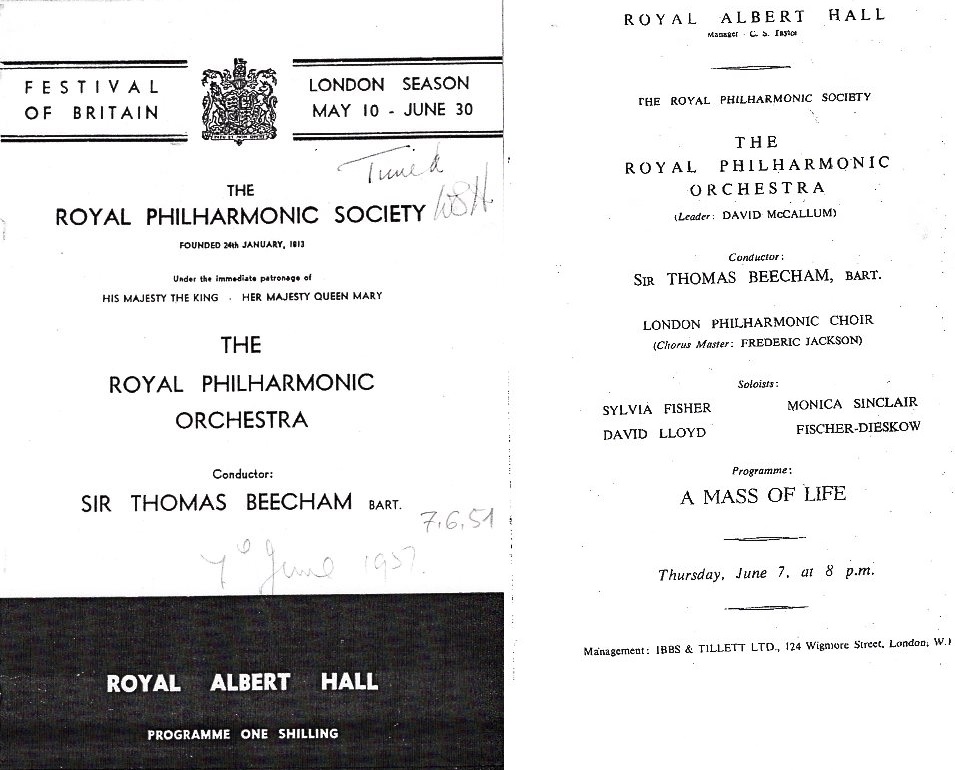 FESTIVAL
OF BRITAIN
LONDON SEASON
MAY 10 - JUNE 30
Timed
WSH
THE
ROYAL PHILHARMONIC SOCIETY
FOUNDED 24th JANUARY, 1813
Under the immediate patronage of
HIS MAJESTY THE KING · HER MAJESTY QUEEN MARY
THE
ROYAL PHILHARMONIC
ORCHESTRA
Conductor:
SIR THOMAS BEECHAM BART.
7.6.51
7º June 1951.
ROYAL ALBERT HALL
PROGRAMME ONE SHILLING
ROYAL ALBERT HALL
Manager - C. S. Taylor
THE ROYAL PHILHARMONIC SOCIETY
THE
ROYAL PHILHARMONIC
ORCHESTRA
(Leader: DAVID McCALLUM)
Conductor:
SIR THOMAS BEECHAM, BART.
LONDON PHILHARMONIC CHOIR
(Chorus Master: FREDERIC JACKSON)
Soloists:
SYLVIA FISHER MONICA SINCLAIR
DAVID LLOYD FISCHER-DIESKOW
Programme:
A MASS OF LIFE
Thursday, June 7, at 8 p.m.
Management: IBBS & TILLETT LTD., 124 Wigmore Street, London, W.1